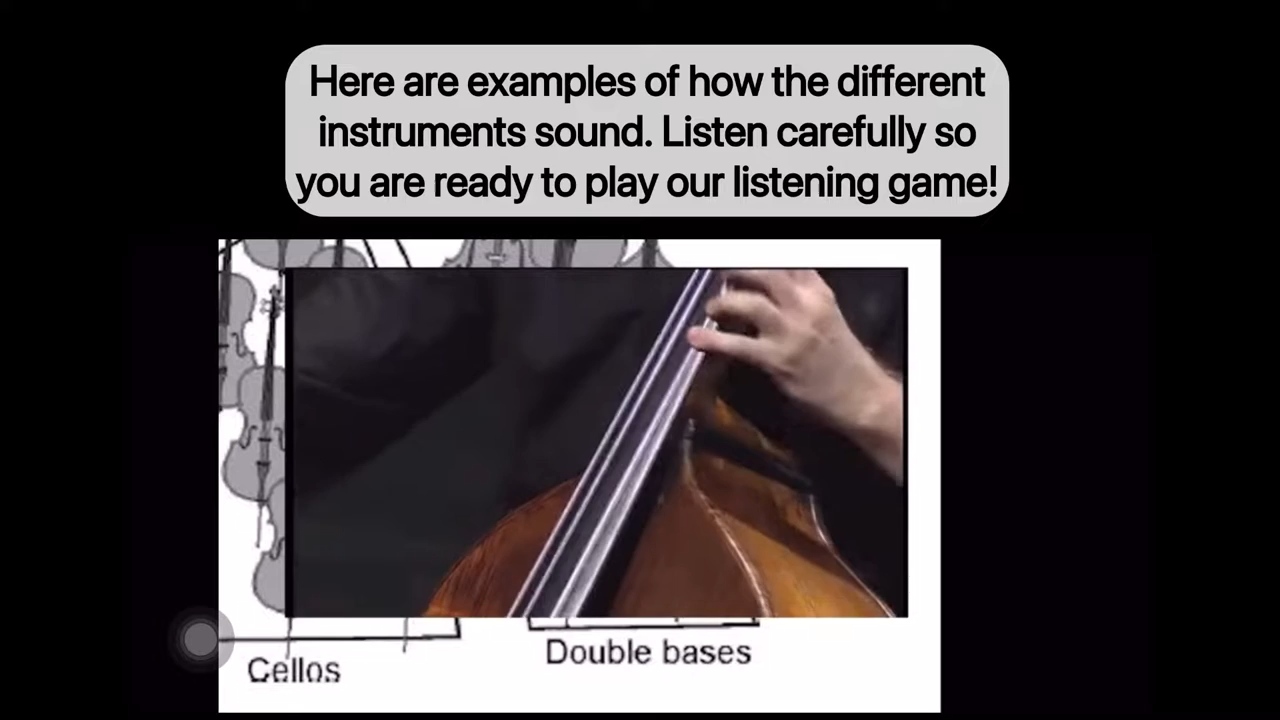 Here are examples of how the different
instruments sound. Listen carefully so
you are ready to play our listening game!
Double bases
Cellos